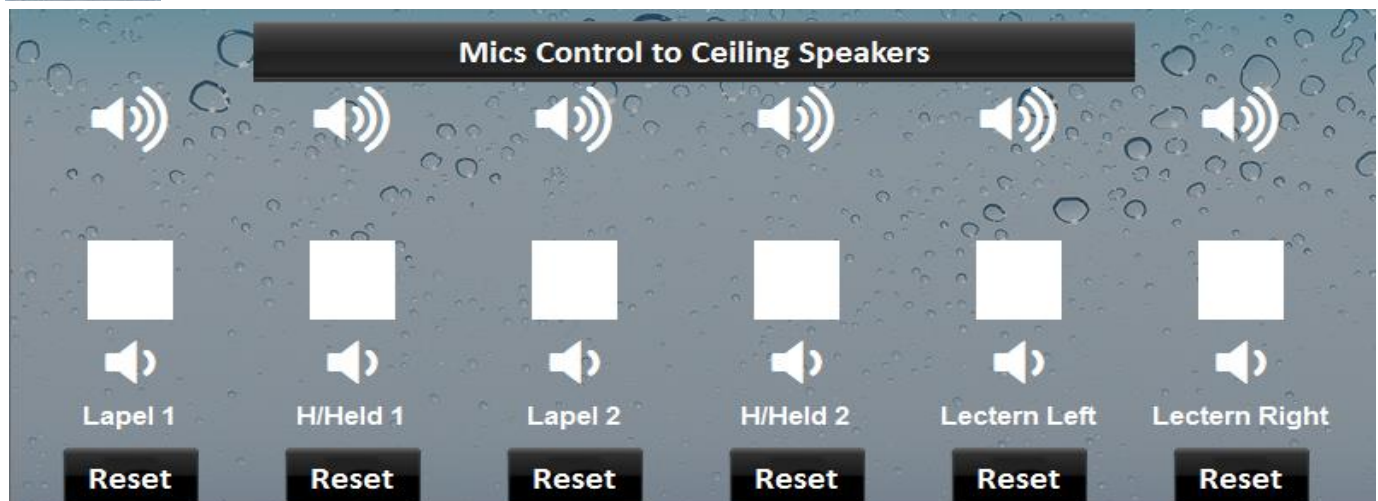 Mics Control to Ceiling Speakers
Lapel 1 H/Held 1 Lapel 2 H/Held 2 Lectern Left Lectern Right
Reset Reset Reset Reset Reset Reset